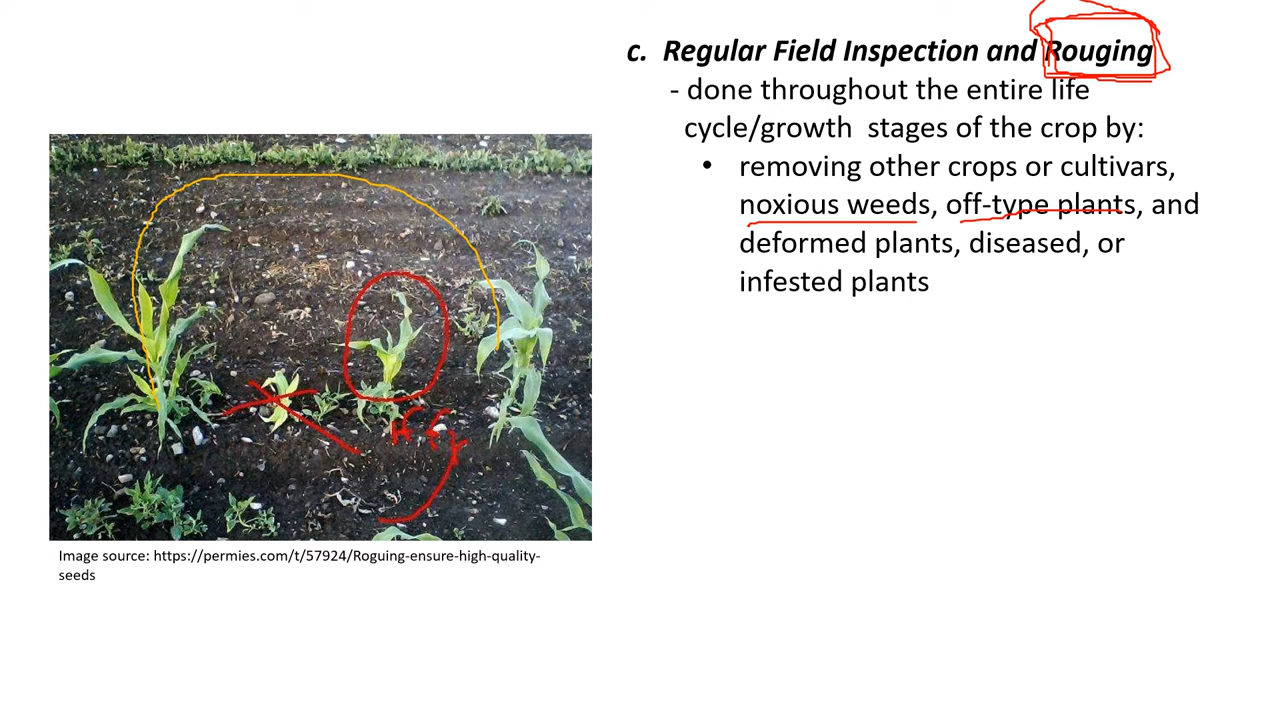 c. Regular Field Inspection and Rouging
- done throughout the entire life
cycle/growth stages of the crop by:
• removing other crops or cultivars,
noxious weeds, off-type plants, and
deformed plants, diseased, or
infested plants
Image source: https://permies.com/t/57924/Roguing-ensure-high-quality-
seeds